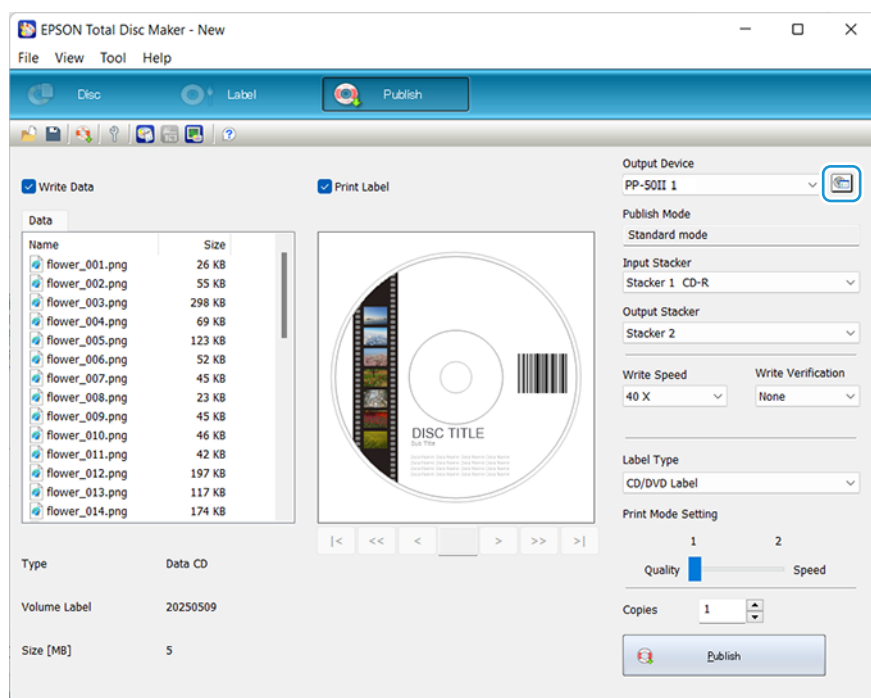 EPSON Total Disc Maker - New
File View Tool Help
Disc Label Publish
Write Data
Data
Name Size
flower_001.png 26 KB
flower_002.png 55 KB
flower_003.png 298 KB
flower_004.png 69 KB
flower_005.png 123 KB
flower_006.png 52 KB
flower_007.png 45 KB
flower_008.png 23 KB
flower_009.png 45 KB
flower_010.png 46 KB
flower_011.png 42 KB
flower_012.png 197 KB
flower_013.png 117 KB
flower_014.png 174 KB
Type Data CD
Volume Label 20250509
Size [MB] 5
Print Label
DISC TITLE
Sub Title
|< << < > >> >|
Output Device
PP-50II 1
Publish Mode
Standard mode
Input Stacker
Stacker 1 CD-R
Output Stacker
Stacker 2
Write Speed Write Verification
40 X None
Label Type
CD/DVD Label
Print Mode Setting
1 2
Quality Speed
Copies 1
Publish